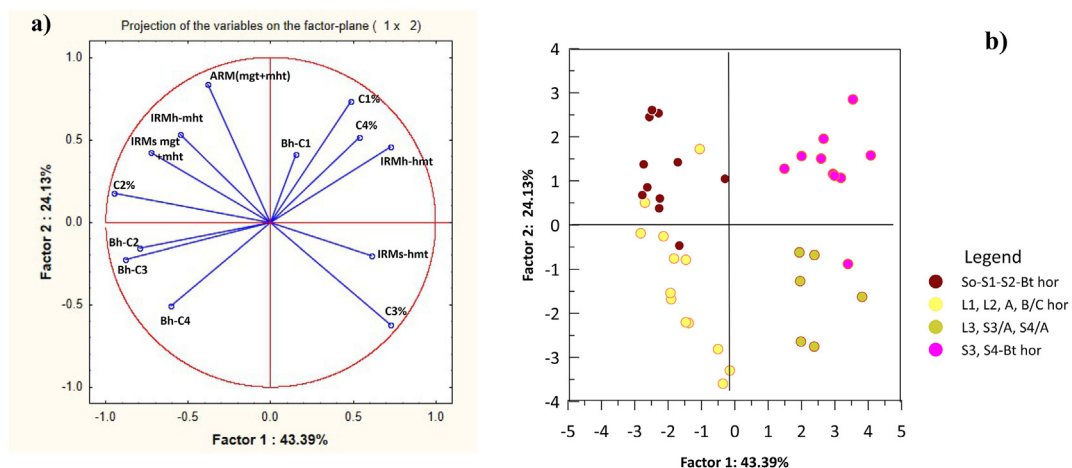 a)
Projection of the variables on the factor-plane ( 1 x 2)
1.0
0.5
0.0
-0.5
-1.0
Factor 2 : 24.13%
ARM(mgt+mht)
C1%
IRMh-mht
C4%
IRMs mgt
+mht
Bh-C1
IRMh-hmt
C2%
Bh-C2
Bh-C3
IRMs-hmt
Bh-C4
C3%
-1.0 -0.5 0.0 0.5 1.0
Factor 1 : 43.39%
b)
4
3
2
1
0
-1
-2
-3
-4
Factor 2: 24.13%
-5 -4 -3 -2 -1 0 1 2 3 4 5
Factor 1: 43.39%
Legend
So-S1-S2-Bt hor
L1, L2, A, B/C hor
L3, S3/A, S4/A
S3, S4-Bt hor